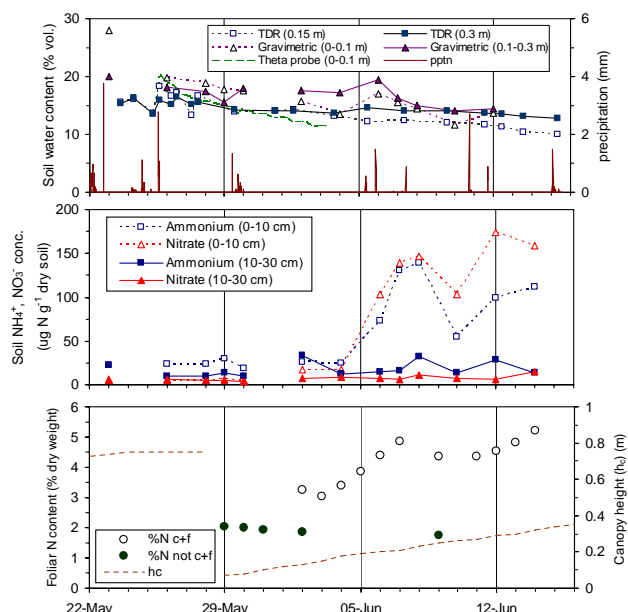 Soil water content (% vol.)
30
20
10
0
TDR (0.15 m)
TDR (0.3 m)
Gravimetric (0-0.1 m)
Gravimetric (0.1-0.3 m)
Theta probe (0-0.1 m)
pptn
6
4
2
0
precipitation (mm)
Soil NH₄⁺, NO₃⁻ conc.
(ug N g⁻¹ dry soil)
200
150
100
50
0
Ammonium (0-10 cm)
Nitrate (0-10 cm)
Ammonium (10-30 cm)
Nitrate (10-30 cm)
Foliar N content (% dry weight)
6
5
4
3
2
1
0
%N c+f
%N not c+f
hc
1
0.8
0.6
0.4
0.2
0
Canopy height (h꜀) (m)
22-May
29-May
05-Jun
12-Jun